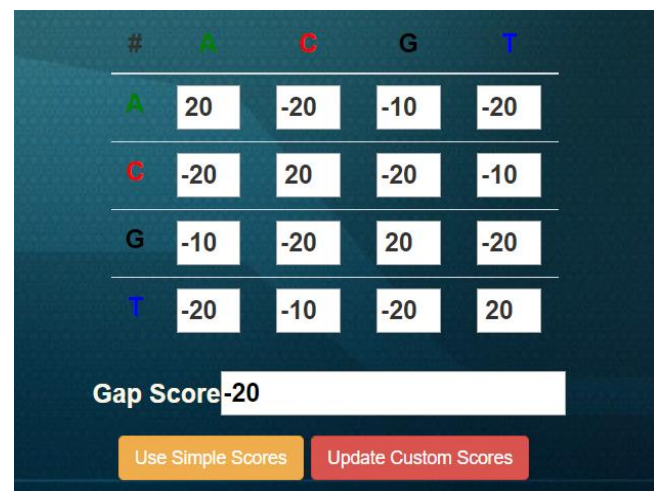 # A C G T
A 20 -20 -10 -20
C -20 20 -20 -10
G -10 -20 20 -20
T -20 -10 -20 20
Gap Score -20
Use Simple Scores Update Custom Scores